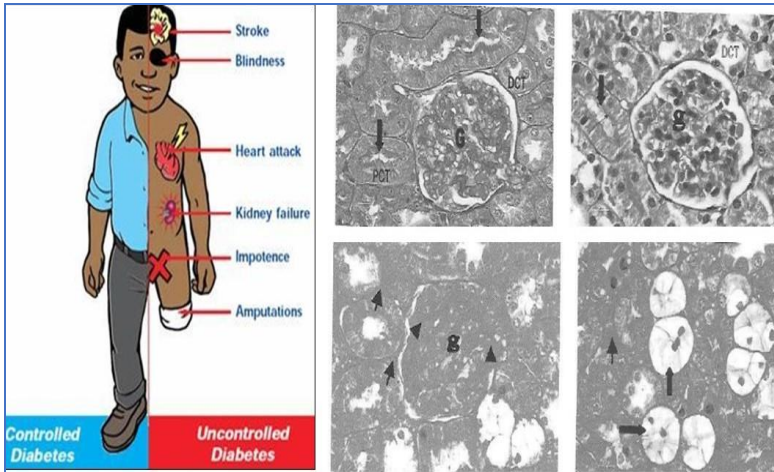 Stroke
Blindness
Heart attack
Kidney failure
Impotence
Amputations
Controlled
Diabetes
Uncontrolled
Diabetes
DCT
G
PCT
DCT
g
g